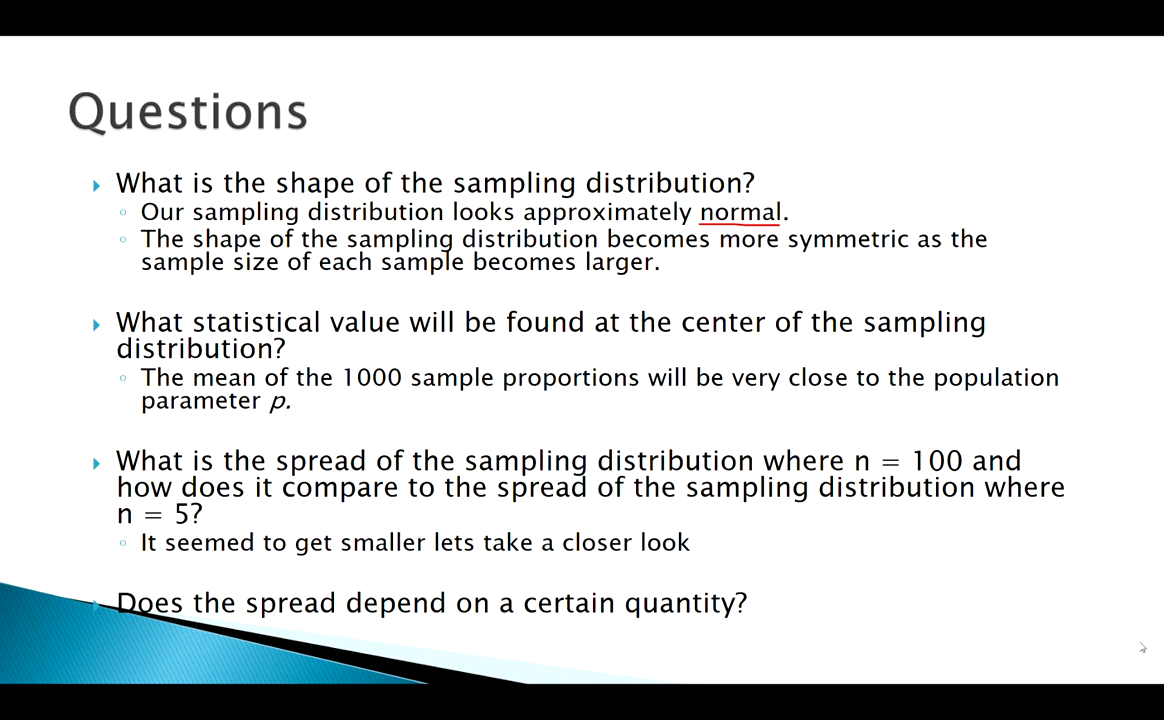 Questions
What is the shape of the sampling distribution?
Our sampling distribution looks approximately normal.
The shape of the sampling distribution becomes more symmetric as the
sample size of each sample becomes larger.
What statistical value will be found at the center of the sampling
distribution?
The mean of the 1000 sample proportions will be very close to the population
parameter p.
What is the spread of the sampling distribution where n = 100 and
how does it compare to the spread of the sampling distribution where
n = 5?
It seemed to get smaller lets take a closer look
Does the spread depend on a certain quantity?